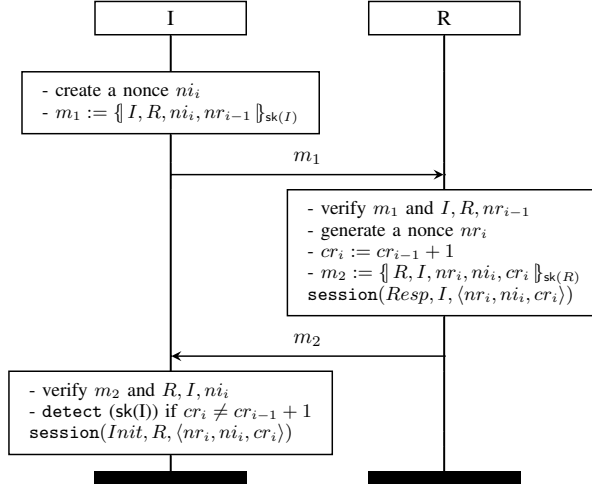 I
R
- create a nonce ni_i
- m_1 := {| I, R, ni_i, nr_{i−1} |}_{sk(I)}
m_1
- verify m_1 and I, R, nr_{i−1}
- generate a nonce nr_i
- cr_i := cr_{i−1} + 1
- m_2 := {| R, I, nr_i, ni_i, cr_i |}_{sk(R)}
session(Resp, I, ⟨nr_i, ni_i, cr_i⟩)
m_2
- verify m_2 and R, I, ni_i
- detect (sk(I)) if cr_i ≠ cr_{i−1} + 1
session(Init, R, ⟨nr_i, ni_i, cr_i⟩)